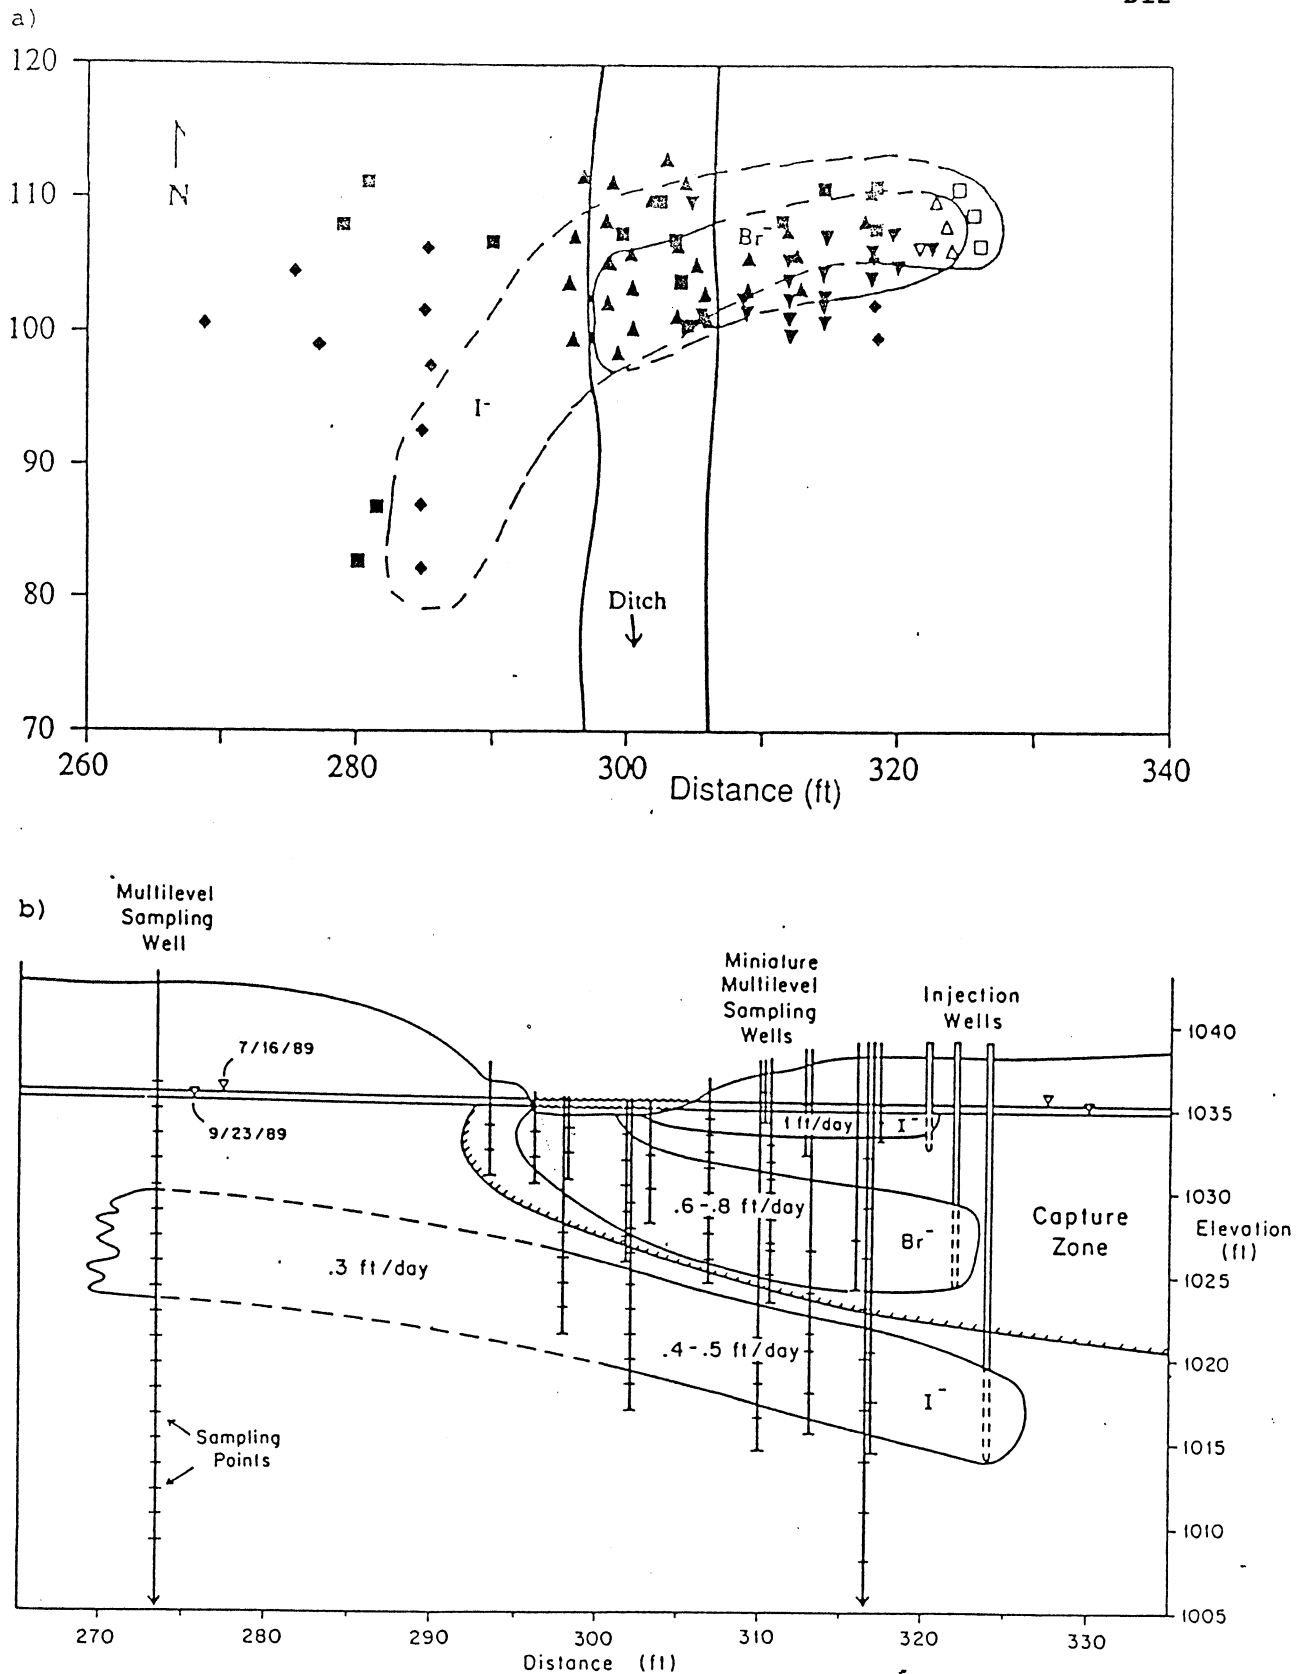 a)
120
110
100
90
80
70
N
Br⁻
I⁻
Ditch
260
280
300
320
340
Distance (ft)
b)
Multilevel
Sampling
Well
Miniature
Multilevel
Sampling
Wells
Injection
Wells
7/16/89
9/23/89
1 ft/day
I⁻
.6-.8 ft/day
Br⁻
Capture
Zone
.3 ft/day
.4-.5 ft/day
I⁻
Sampling
Points
1040
1035
1030
Elevation
(ft)
1025
1020
1015
1010
1005
270
280
290
300
310
320
330
Distance (ft)